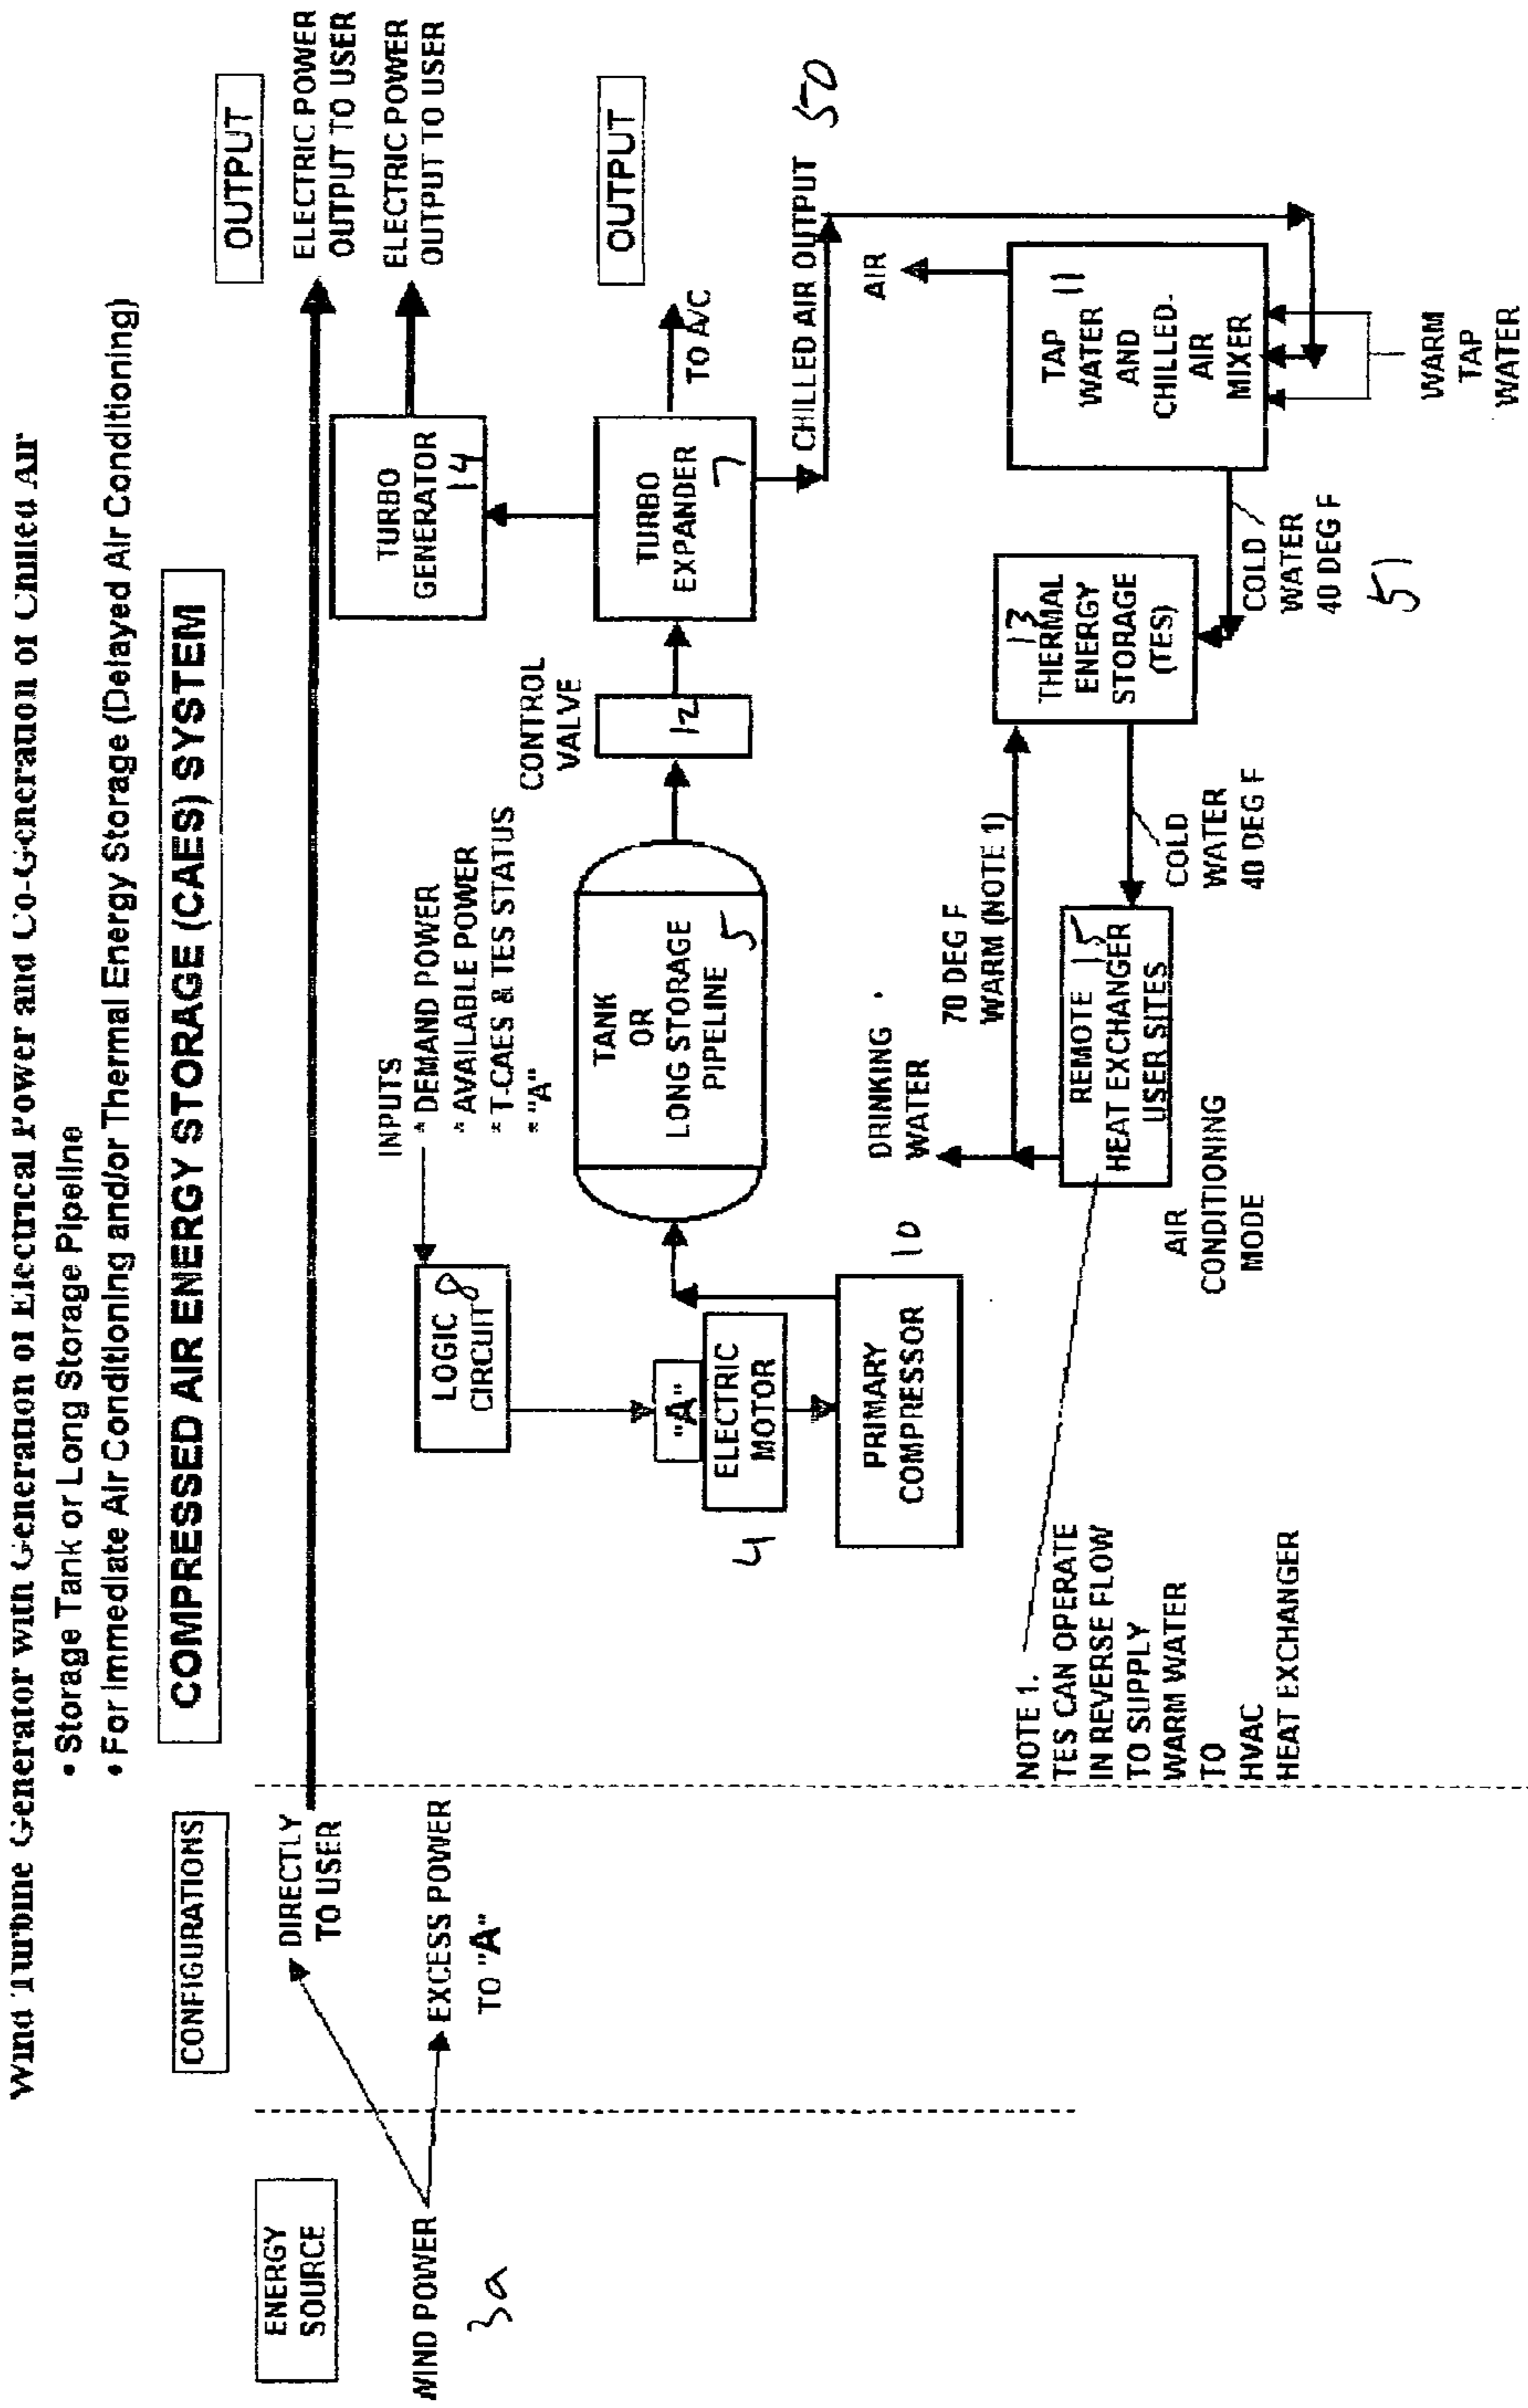 Wind Turbine Generator with Generation of Electrical Power and Co-Generation of Chilled Air
• Storage Tank or Long Storage Pipeline
• For Immediate Air Conditioning and/or Thermal Energy Storage (Delayed Air Conditioning)
COMPRESSED AIR ENERGY STORAGE (CAES) SYSTEM
ENERGY
SOURCE
CONFIGURATIONS
OUTPUT
WIND POWER
3a
DIRECTLY
TO USER
EXCESS POWER
TO "A"
ELECTRIC POWER
OUTPUT TO USER
ELECTRIC POWER
OUTPUT TO USER
INPUTS
* DEMAND POWER
* AVAILABLE POWER
* T-CAES & TES STATUS
* "A"
LOGIC
CIRCUIT
8
"A"
ELECTRIC
MOTOR
4
PRIMARY
COMPRESSOR
10
TANK
OR
LONG STORAGE
PIPELINE
5
CONTROL
VALVE
12
TURBO
GENERATOR
14
TURBO
EXPANDER
7
OUTPUT
TO A/C
CHILLED AIR OUTPUT
50
AIR
TAP
WATER
AND
CHILLED-
AIR
MIXER
11
WARM
TAP
WATER
COLD
WATER
40 DEG F
51
13
THERMAL
ENERGY
STORAGE
(TES)
COLD
WATER
40 DEG F
70 DEG F
WARM (NOTE 1)
DRINKING
WATER
REMOTE 15
HEAT EXCHANGER
USER SITES
AIR
CONDITIONING
MODE
NOTE 1.
TES CAN OPERATE
IN REVERSE FLOW
TO SUPPLY
WARM WATER
TO
HVAC
HEAT EXCHANGER